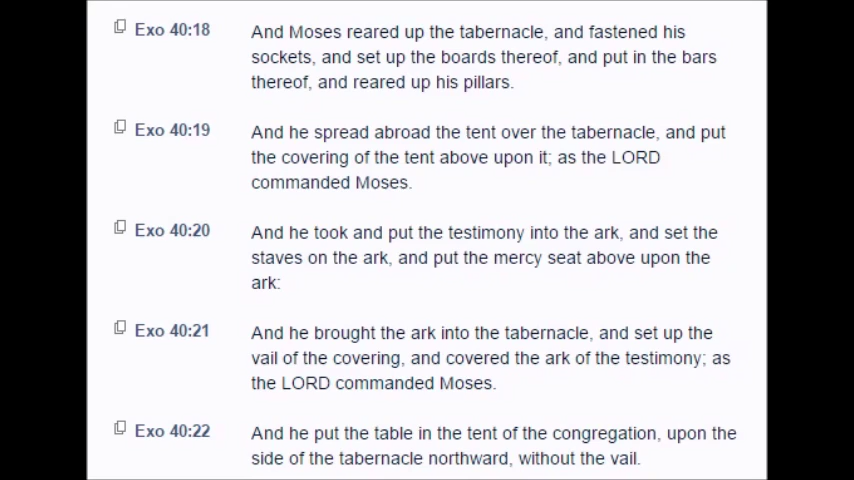 Exo 40:18 And Moses reared up the tabernacle, and fastened his
sockets, and set up the boards thereof, and put in the bars
thereof, and reared up his pillars.
Exo 40:19 And he spread abroad the tent over the tabernacle, and put
the covering of the tent above upon it; as the LORD
commanded Moses.
Exo 40:20 And he took and put the testimony into the ark, and set the
staves on the ark, and put the mercy seat above upon the
ark:
Exo 40:21 And he brought the ark into the tabernacle, and set up the
vail of the covering, and covered the ark of the testimony; as
the LORD commanded Moses.
Exo 40:22 And he put the table in the tent of the congregation, upon the
side of the tabernacle northward, without the vail.